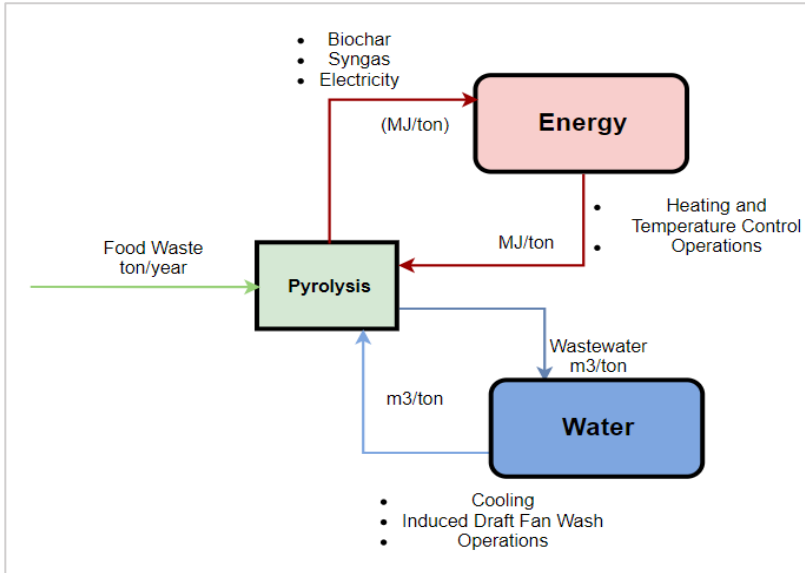 • Biochar
• Syngas
• Electricity
(MJ/ton)
Energy
• Heating and
Temperature Control
• Operations
MJ/ton
Food Waste
ton/year
Pyrolysis
Wastewater
m3/ton
m3/ton
Water
• Cooling
• Induced Draft Fan Wash
• Operations